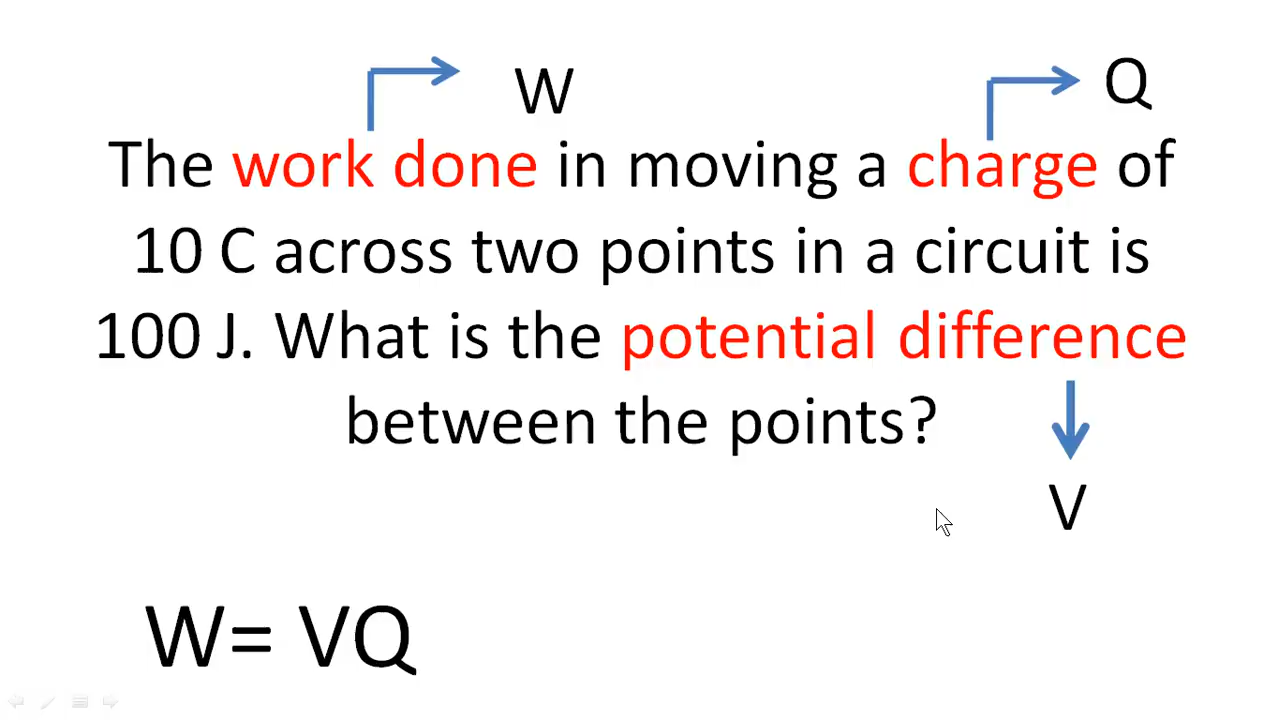 W
Q
The work done in moving a charge of
10 C across two points in a circuit is
100 J. What is the potential difference
between the points?
V
W= VQ